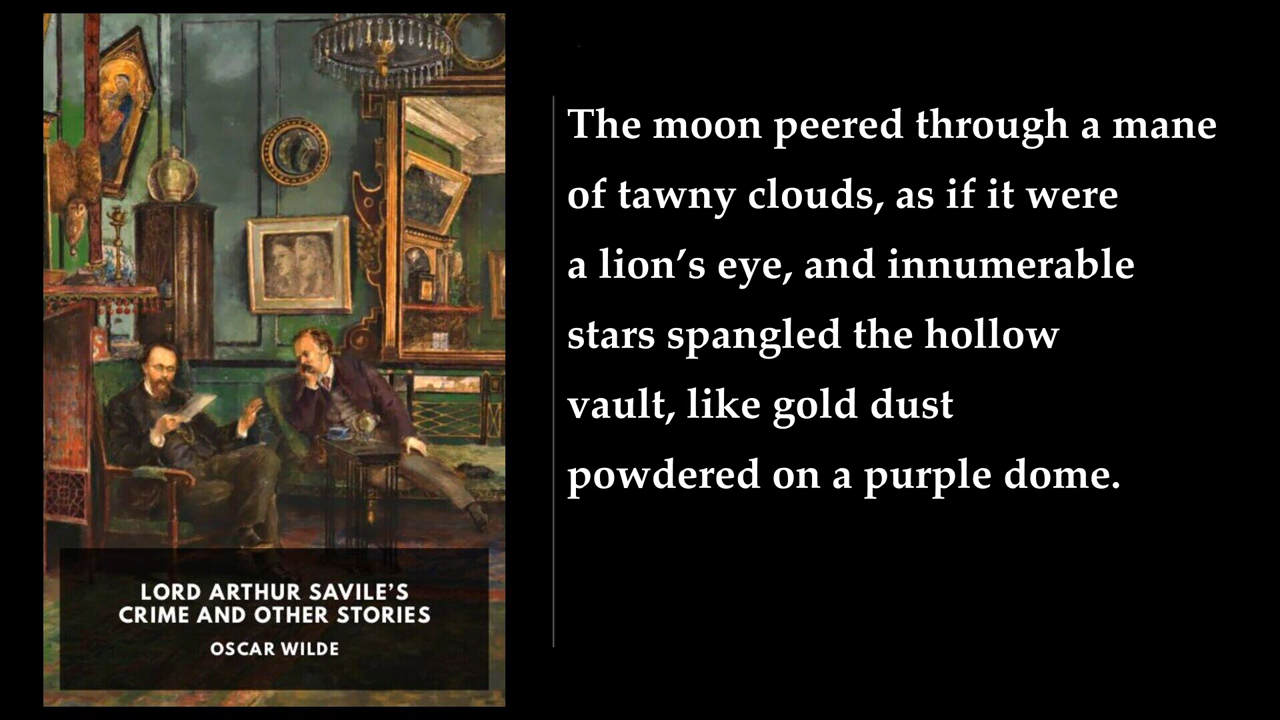 The moon peered through a mane
of tawny clouds, as if it were
a lion’s eye, and innumerable
stars spangled the hollow
vault, like gold dust
powdered on a purple dome.
LORD ARTHUR SAVILE’S
CRIME AND OTHER STORIES
OSCAR WILDE